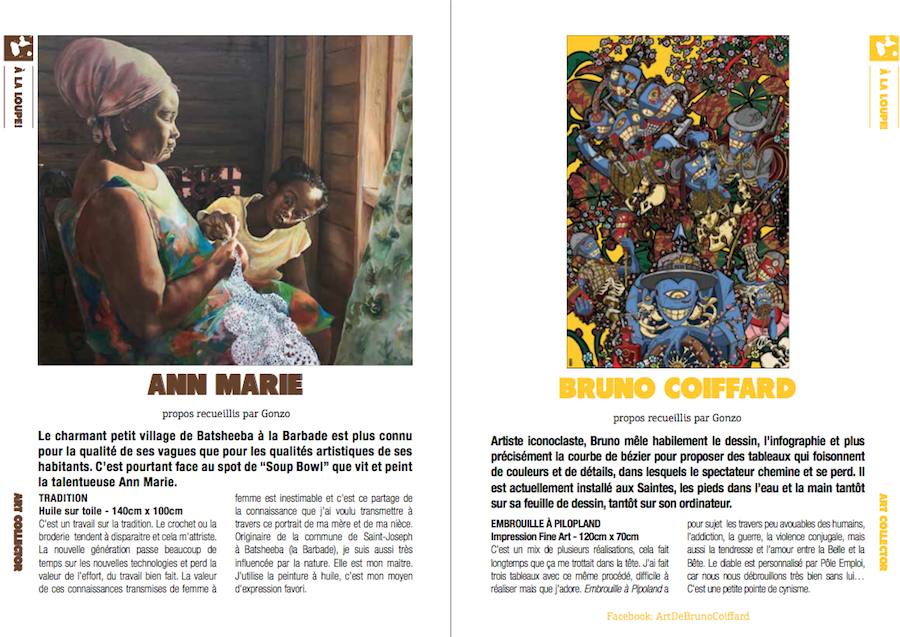 À LA LOUPE!
ANN MARIE
propos recueillis par Gonzo
Le charmant petit village de Batsheeba à la Barbade est plus connu
pour la qualité de ses vagues que pour les qualités artistiques de ses
habitants. C'est pourtant face au spot de “Soup Bowl” que vit et peint
la talentueuse Ann Marie.
TRADITION
Huile sur toile - 140cm x 100cm
C'est un travail sur la tradition. Le crochet ou la
broderie tendent à disparaitre et cela m'attriste.
La nouvelle génération passe beaucoup de
temps sur les nouvelles technologies et perd la
valeur de l'effort, du travail bien fait. La valeur
de ces connaissances transmises de femme à
femme est inestimable et c'est ce partage de
la connaissance que j'ai voulu transmettre à
travers ce portrait de ma mère et de ma nièce.
Originaire de la commune de Saint-Joseph
à Batsheeba (la Barbade), je suis aussi très
influencée par la nature. Elle est mon maitre.
J'utilise la peinture à huile, c'est mon moyen
d'expression favori.
ART COLLECTOR
À LA LOUPE!
BRUNO COIFFARD
propos recueillis par Gonzo
Artiste iconoclaste, Bruno mêle habilement le dessin, l'infographie et plus
précisément la courbe de bézier pour proposer des tableaux qui foisonnent
de couleurs et de détails, dans lesquels le spectateur chemine et se perd. Il
est actuellement installé aux Saintes, les pieds dans l'eau et la main tantôt
sur sa feuille de dessin, tantôt sur son ordinateur.
EMBROUILLE À PILOPLAND
Impression Fine Art - 120cm x 70cm
C'est un mix de plusieurs réalisations, cela fait
longtemps que ça me trottait dans la tête. J'ai fait
trois tableaux avec ce même procédé, difficile à
réaliser mais que j'adore. Embrouille à Pilopland a
pour sujet les travers peu avouables des humains,
l'addiction, la guerre, la violence conjugale, mais
aussi la tendresse et l'amour entre la Belle et la
Bête. Le diable est personnalisé par Pôle Emploi,
car nous nous débrouillons très bien sans lui...
C'est une petite pointe de cynisme.
ART COLLECTOR
Facebook: ArtDeBrunoCoiffard